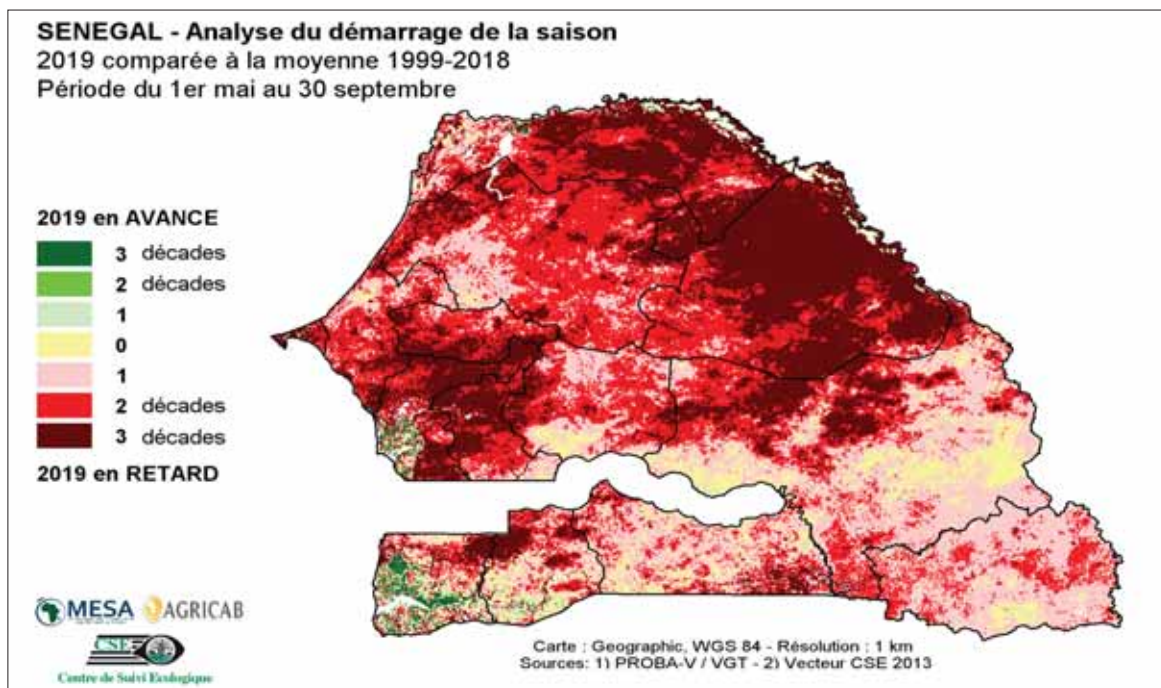 SENEGAL - Analyse du démarrage de la saison
2019 comparée à la moyenne 1999-2018
Période du 1er mai au 30 septembre
2019 en AVANCE
3 décades
2 décades
1
0
1
2 décades
3 décades
2019 en RETARD
MESA AGRICAB
CSE
Centre de Suivi Ecologique
Carte : Geographic, WGS 84 - Résolution : 1 km
Sources: 1) PROBA-V / VGT - 2) Vecteur CSE 2013